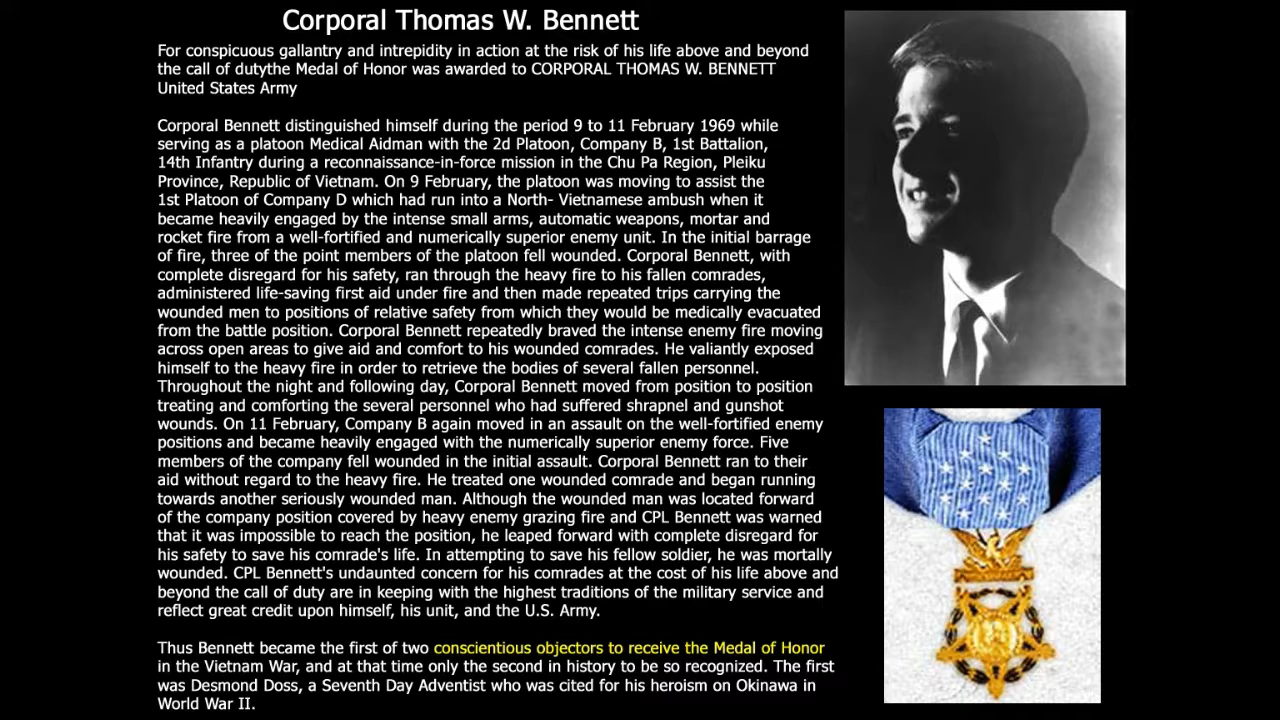 Corporal Thomas W. Bennett
For conspicuous gallantry and intrepidity in action at the risk of his life above and beyond
the call of dutythe Medal of Honor was awarded to CORPORAL THOMAS W. BENNETT
United States Army
Corporal Bennett distinguished himself during the period 9 to 11 February 1969 while
serving as a platoon Medical Aidman with the 2d Platoon, Company B, 1st Battalion,
14th Infantry during a reconnaissance-in-force mission in the Chu Pa Region, Pleiku
Province, Republic of Vietnam. On 9 February, the platoon was moving to assist the
1st Platoon of Company D which had run into a North- Vietnamese ambush when it
became heavily engaged by the intense small arms, automatic weapons, mortar and
rocket fire from a well-fortified and numerically superior enemy unit. In the initial barrage
of fire, three of the point members of the platoon fell wounded. Corporal Bennett, with
complete disregard for his safety, ran through the heavy fire to his fallen comrades,
administered life-saving first aid under fire and then made repeated trips carrying the
wounded men to positions of relative safety from which they would be medically evacuated
from the battle position. Corporal Bennett repeatedly braved the intense enemy fire moving
across open areas to give aid and comfort to his wounded comrades. He valiantly exposed
himself to the heavy fire in order to retrieve the bodies of several fallen personnel.
Throughout the night and following day, Corporal Bennett moved from position to position
treating and comforting the several personnel who had suffered shrapnel and gunshot
wounds. On 11 February, Company B again moved in an assault on the well-fortified enemy
positions and became heavily engaged with the numerically superior enemy force. Five
members of the company fell wounded in the initial assault. Corporal Bennett ran to their
aid without regard to the heavy fire. He treated one wounded comrade and began running
towards another seriously wounded man. Although the wounded man was located forward
of the company position covered by heavy enemy grazing fire and CPL Bennett was warned
that it was impossible to reach the position, he leaped forward with complete disregard for
his safety to save his comrade's life. In attempting to save his fellow soldier, he was mortally
wounded. CPL Bennett's undaunted concern for his comrades at the cost of his life above and
beyond the call of duty are in keeping with the highest traditions of the military service and
reflect great credit upon himself, his unit, and the U.S. Army.
Thus Bennett became the first of two conscientious objectors to receive the Medal of Honor
in the Vietnam War, and at that time only the second in history to be so recognized. The first
was Desmond Doss, a Seventh Day Adventist who was cited for his heroism on Okinawa in
World War II.